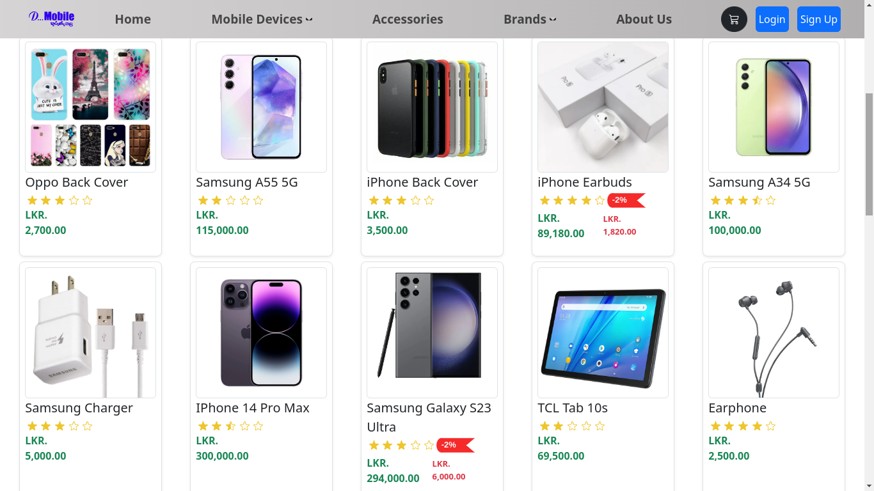 D...Mobile
Home
Mobile Devices
Accessories
Brands
About Us
Login
Sign Up
Oppo Back Cover
LKR.
2,700.00
Samsung A55 5G
LKR.
115,000.00
iPhone Back Cover
LKR.
3,500.00
iPhone Earbuds
-2%
LKR.
89,180.00
LKR.
1,820.00
Samsung A34 5G
LKR.
100,000.00
Samsung Charger
LKR.
5,000.00
IPhone 14 Pro Max
LKR.
300,000.00
Samsung Galaxy S23
Ultra
-2%
LKR.
294,000.00
LKR.
6,000.00
TCL Tab 10s
LKR.
69,500.00
Earphone
LKR.
2,500.00